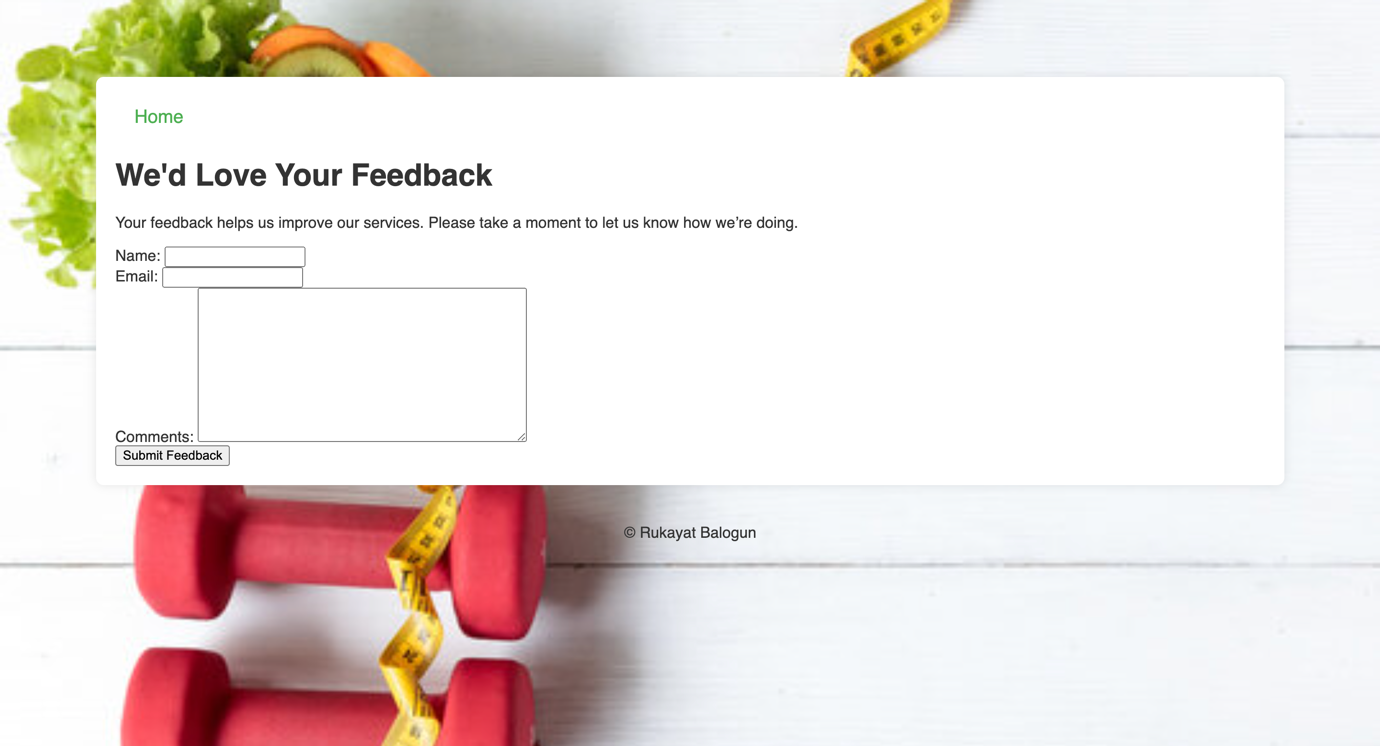 Home
We'd Love Your Feedback
Your feedback helps us improve our services. Please take a moment to let us know how we’re doing.
Name:
Email:
Comments:
Submit Feedback
© Rukayat Balogun